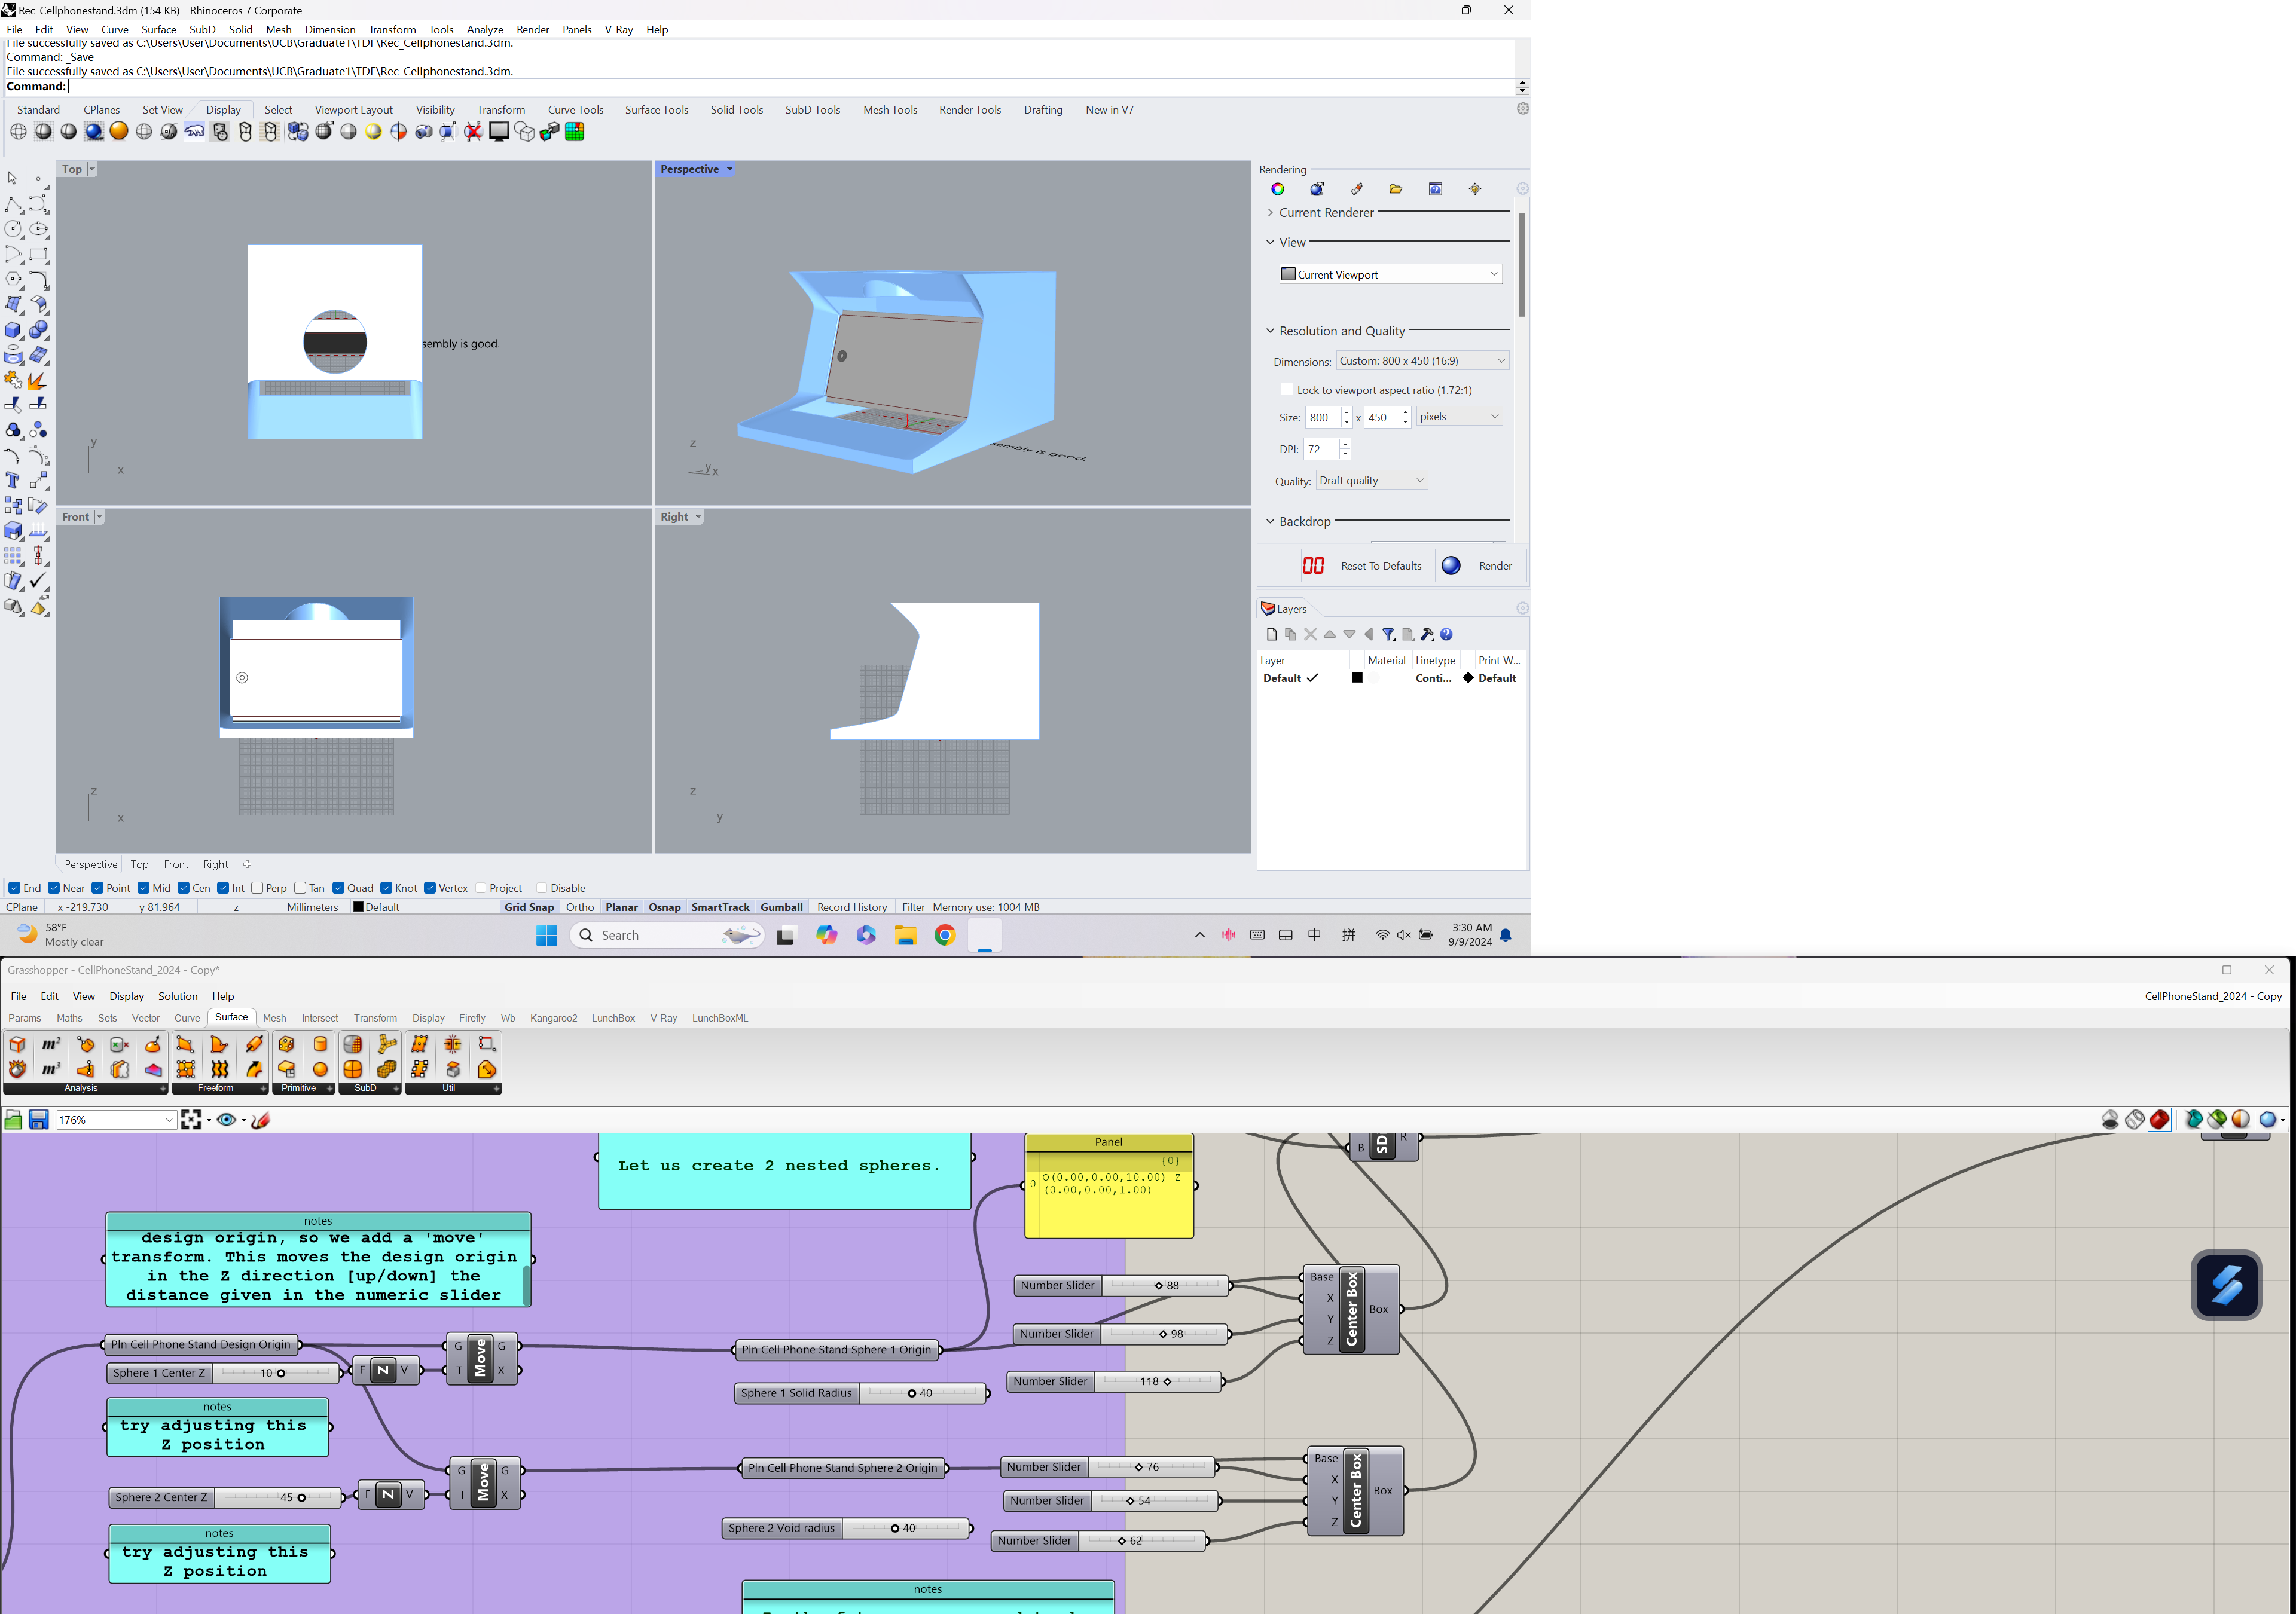 Rec_Cellphonestand.3dm (154 KB) - Rhinoceros 7 Corporate
File Edit View Curve Surface SubD Solid Mesh Dimension Transform Tools Analyze Render Panels V-Ray Help
File successfully saved as C:\Users\User\Documents\UCB\Graduate1\TDF\Rec_Cellphonestand.3dm.
Command: _Save
File successfully saved as C:\Users\User\Documents\UCB\Graduate1\TDF\Rec_Cellphonestand.3dm.
Command:
Standard CPlanes Set View Display Select Viewport Layout Visibility Transform Curve Tools Surface Tools Solid Tools SubD Tools Mesh Tools Render Tools Drafting New in V7
Top
sembly is good.
y
x
Perspective
sembly is good.
z
y x
Front
z
x
Right
z
y
Rendering
Current Renderer
View
Current Viewport
Resolution and Quality
Dimensions: Custom: 800 x 450 (16:9)
Lock to viewport aspect ratio (1.72:1)
Size: 800 x 450 pixels
DPI: 72
Quality: Draft quality
Backdrop
Reset To Defaults Render
Layers
Layer Material Linetype Print W...
Default Conti... Default
Perspective Top Front Right
End Near Point Mid Cen Int Perp Tan Quad Knot Vertex Project Disable
CPlane x -219.730 y 81.964 z Millimeters Default Grid Snap Ortho Planar Osnap SmartTrack Gumball Record History Filter Memory use: 1004 MB
58°F
Mostly clear
Search
中 拼
3:30 AM
9/9/2024
Grasshopper - CellPhoneStand_2024 - Copy*
File Edit View Display Solution Help
CellPhoneStand_2024 - Copy
Params Maths Sets Vector Curve Surface Mesh Intersect Transform Display Firefly Wb Kangaroo2 LunchBox V-Ray LunchBoxML
Analysis Freeform Primitive SubD Util
176%
Let us create 2 nested spheres.
Panel
{0}
0 O(0.00,0.00,10.00) Z
(0.00,0.00,1.00)
B SD R
notes
design origin, so we add a 'move'
transform. This moves the design origin
in the Z direction [up/down] the
distance given in the numeric slider
Number Slider 88
Number Slider 98
Number Slider 118
Base
X
Y
Z
Center Box
Box
Pln Cell Phone Stand Design Origin
Sphere 1 Center Z 10
F Z V
G T Move G X
Pln Cell Phone Stand Sphere 1 Origin
Sphere 1 Solid Radius 40
notes
try adjusting this
Z position
Sphere 2 Center Z 45
F Z V
G T Move G X
Pln Cell Phone Stand Sphere 2 Origin
Number Slider 76
Number Slider 54
Number Slider 62
Base
X
Y
Z
Center Box
Box
Sphere 2 Void radius 40
notes
try adjusting this
Z position
notes